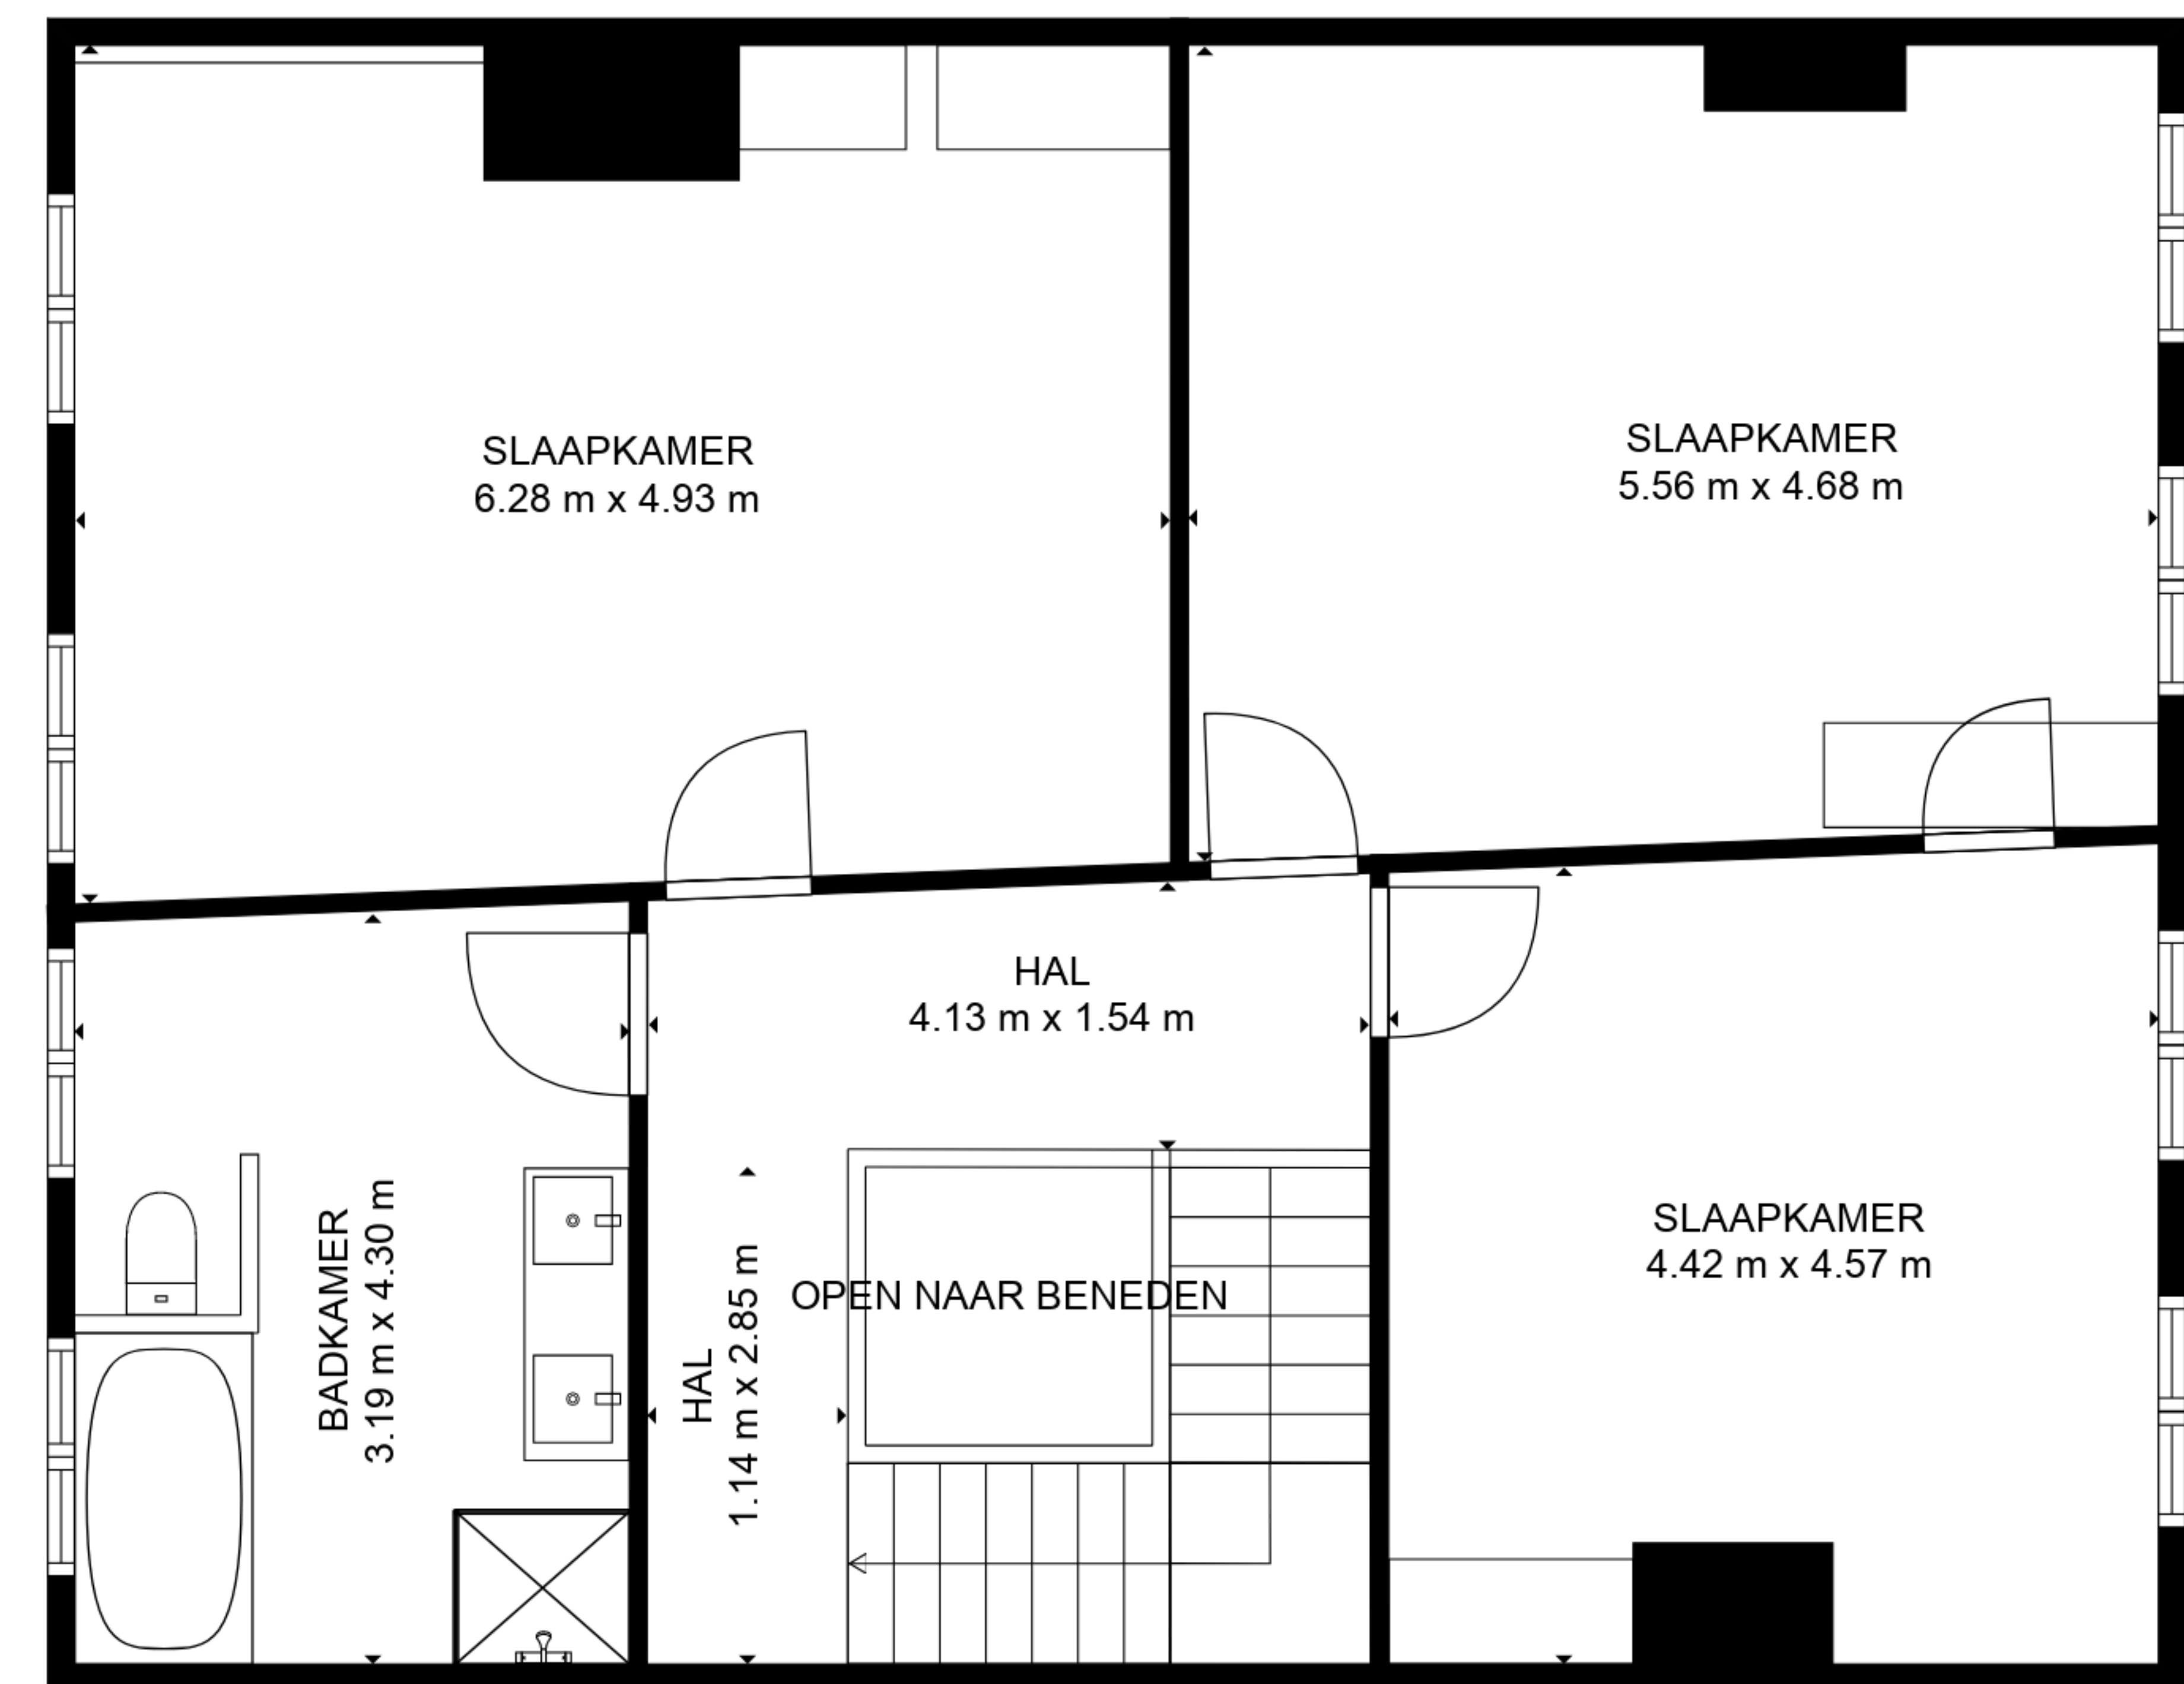 SLAAPKAMER
6.28 m x 4.93 m
SLAAPKAMER
5.56 m x 4.68 m
HAL
4.13 m x 1.54 m
BADKAMER
3.19 m x 4.30 m
HAL
1.14 m x 2.85 m
OPEN NAAR BENEDEN
SLAAPKAMER
4.42 m x 4.57 m